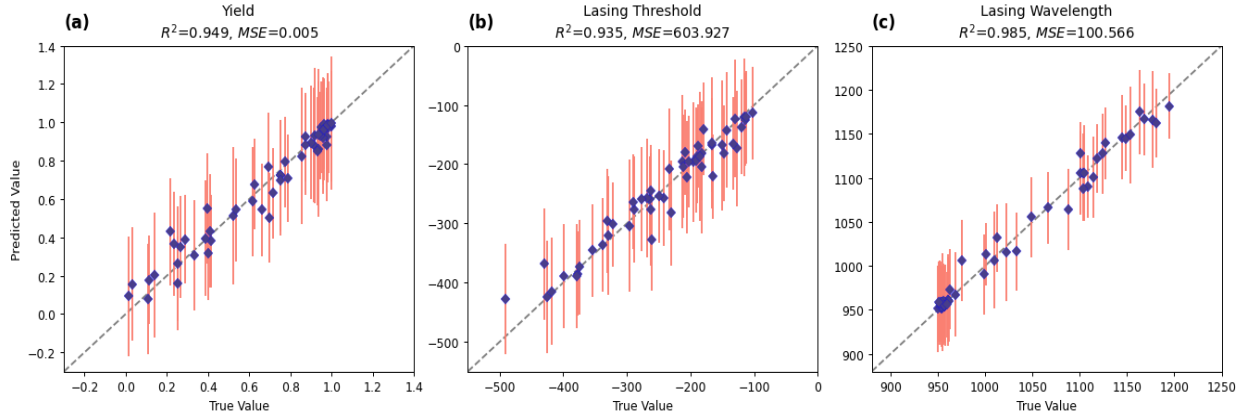 (a) Yield
R²=0.949, MSE=0.005
1.4
1.2
1.0
0.8
0.6
0.4
0.2
0.0
−0.2
Predicted Value
0.0 0.2 0.4 0.6 0.8 1.0 1.2 1.4
True Value
(b) Lasing Threshold
R²=0.935, MSE=603.927
0
−100
−200
−300
−400
−500
−500 −400 −300 −200 −100 0
True Value
(c) Lasing Wavelength
R²=0.985, MSE=100.566
1250
1200
1150
1100
1050
1000
950
900
900 950 1000 1050 1100 1150 1200 1250
True Value